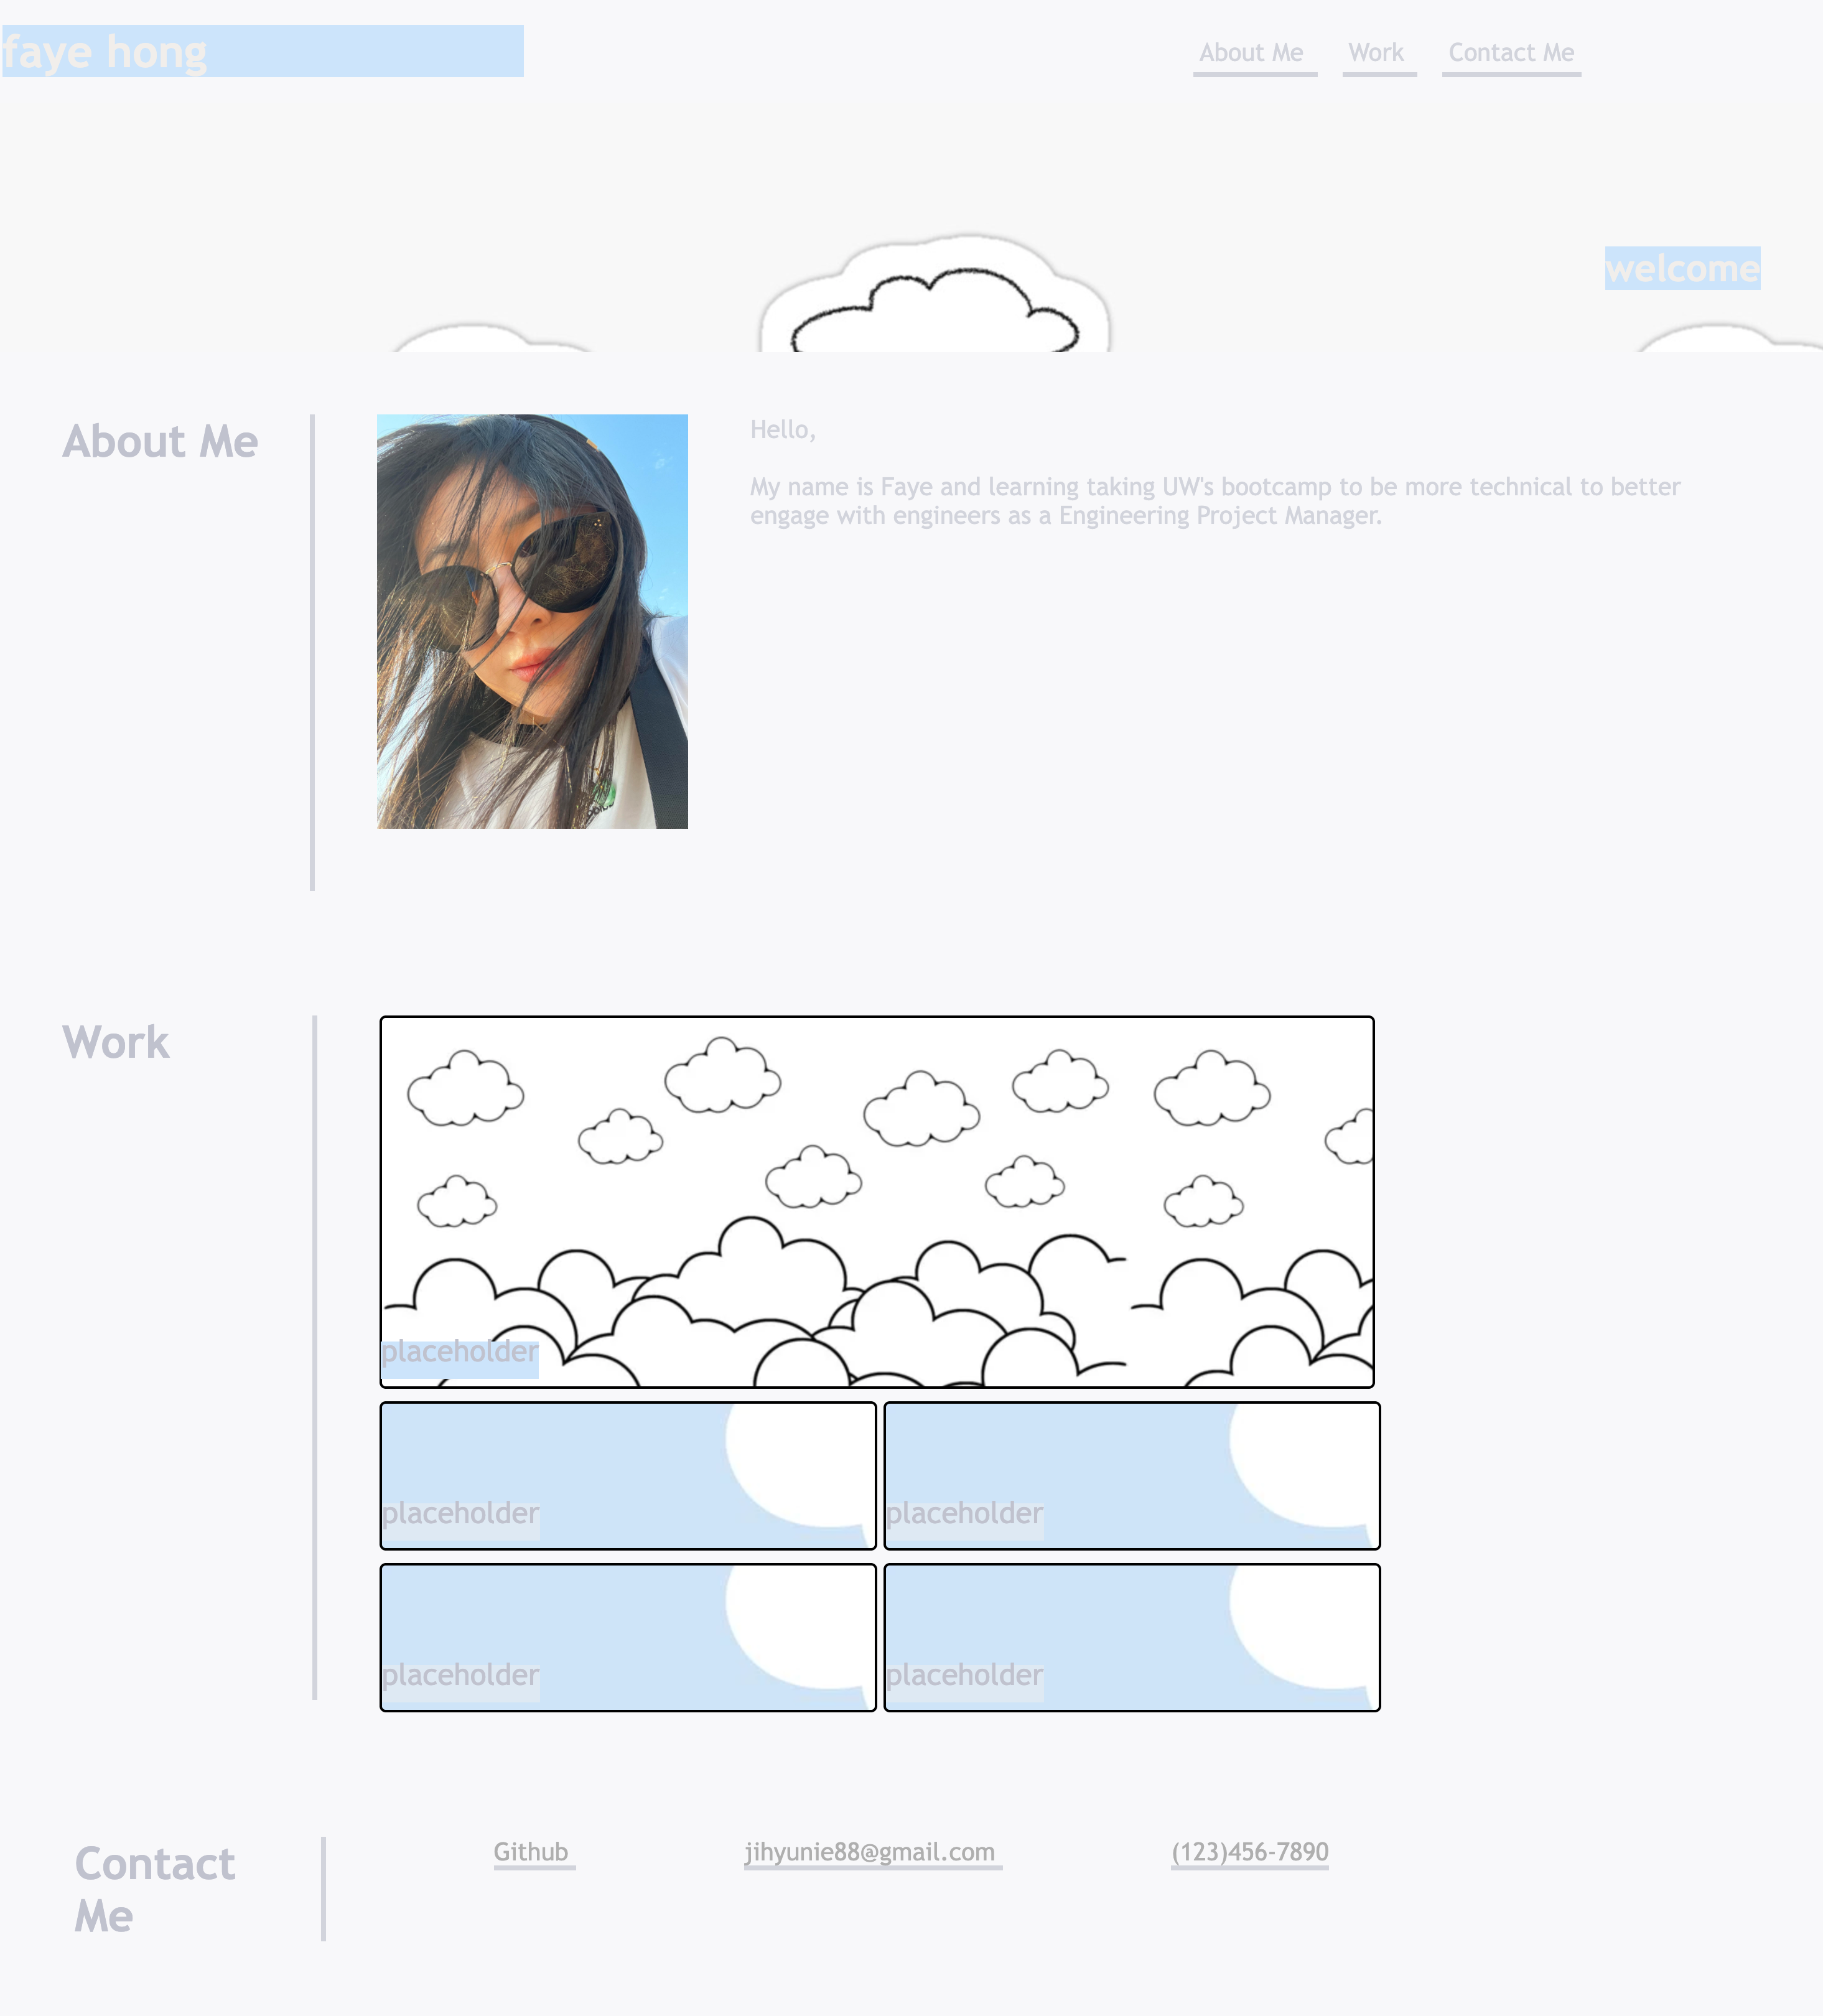 faye hong
About Me
Work
Contact Me
welcome
About Me
Hello,
My name is Faye and learning taking UW's bootcamp to be more technical to better
engage with engineers as a Engineering Project Manager.
Work
placeholder
placeholder
placeholder
placeholder
placeholder
Contact
Me
Github
jihyunie88@gmail.com
(123)456-7890